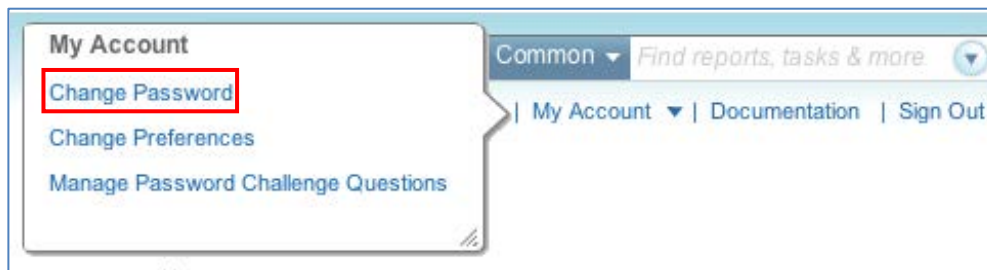 My Account
Change Password
Change Preferences
Manage Password Challenge Questions
Common Find reports, tasks & more
| My Account | Documentation | Sign Out